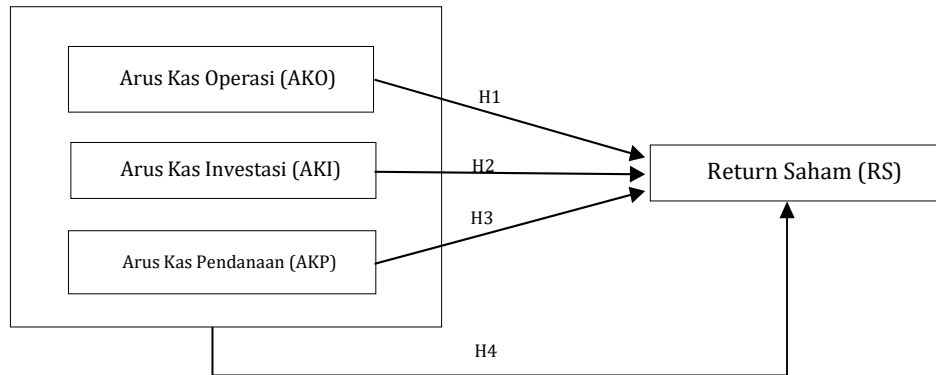 Arus Kas Operasi (AKO)
H1
Arus Kas Investasi (AKI)
H2
Return Saham (RS)
H3
Arus Kas Pendanaan (AKP)
H4